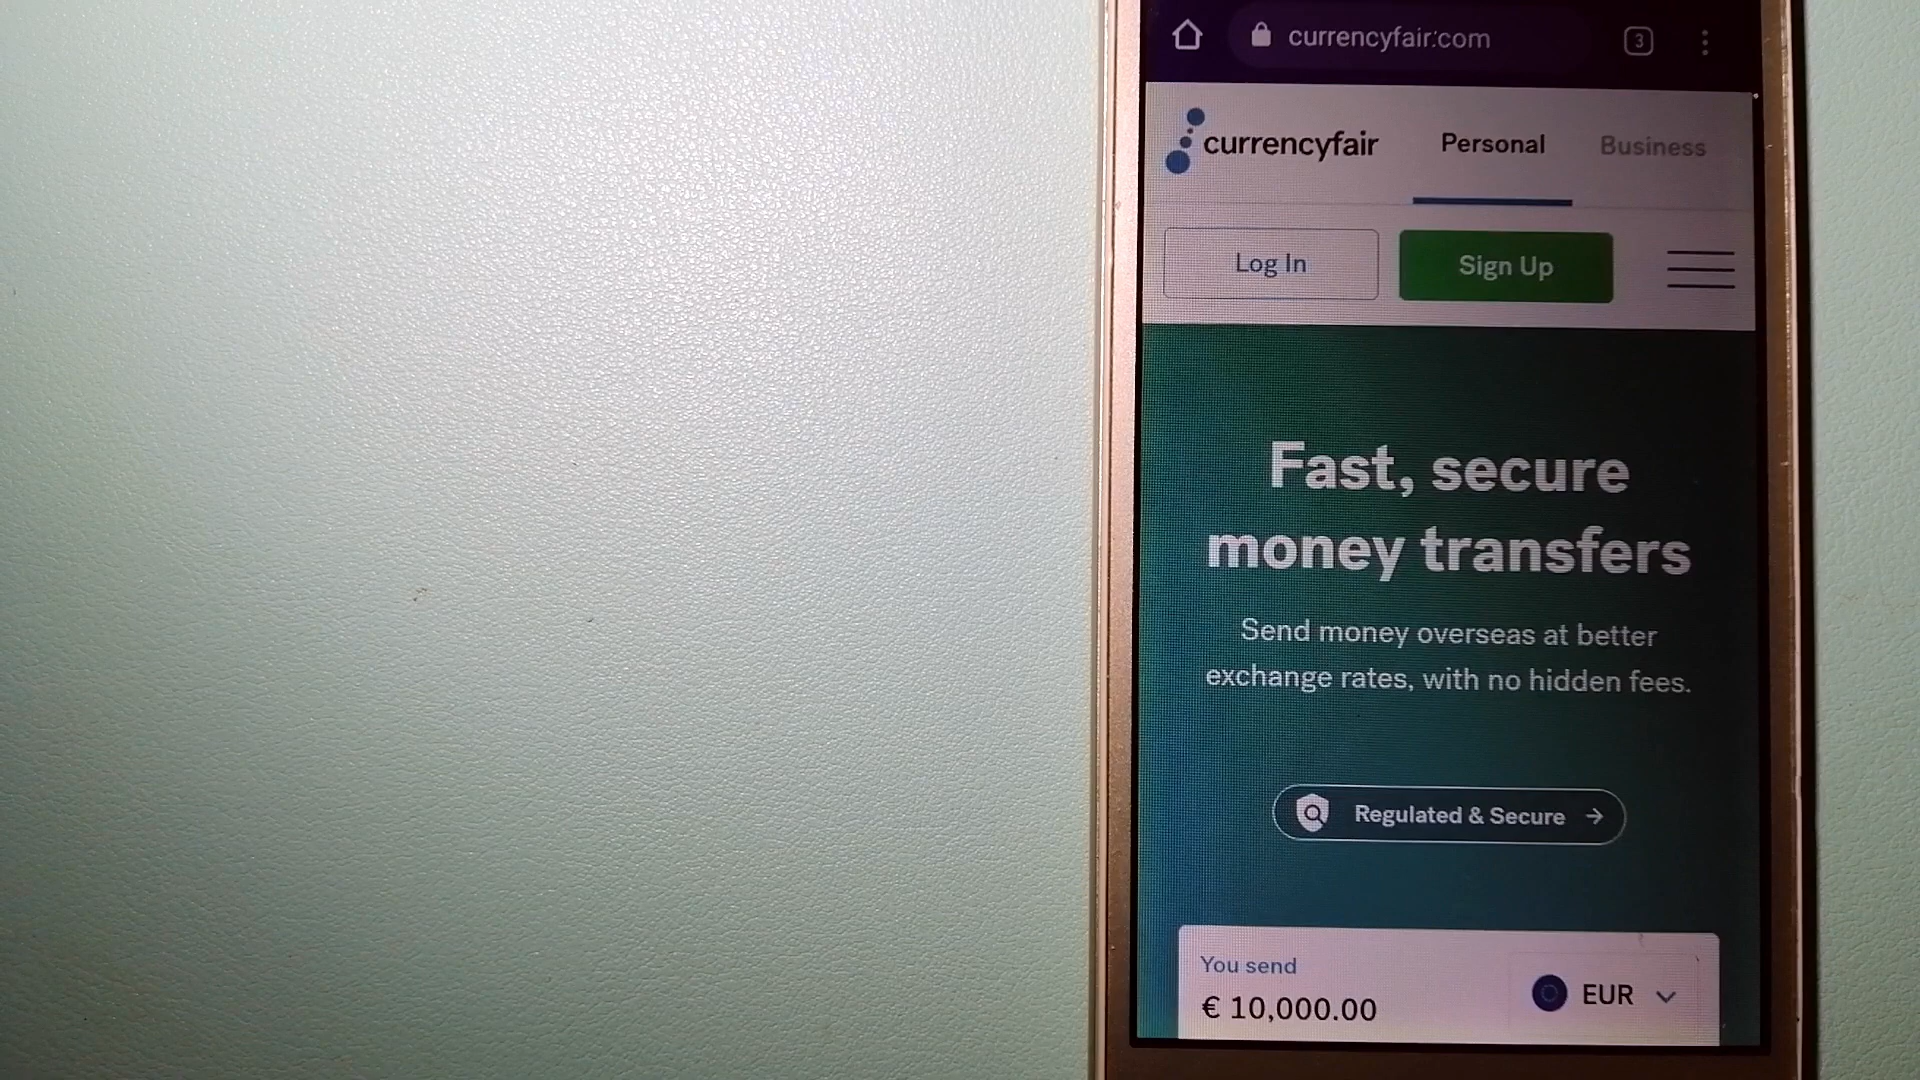 currencyfair.com
3
currencyfair Personal Business
Log In Sign Up
Fast, secure
money transfers
Send money overseas at better
exchange rates, with no hidden fees.
Regulated & Secure →
You send
€ 10,000.00 EUR